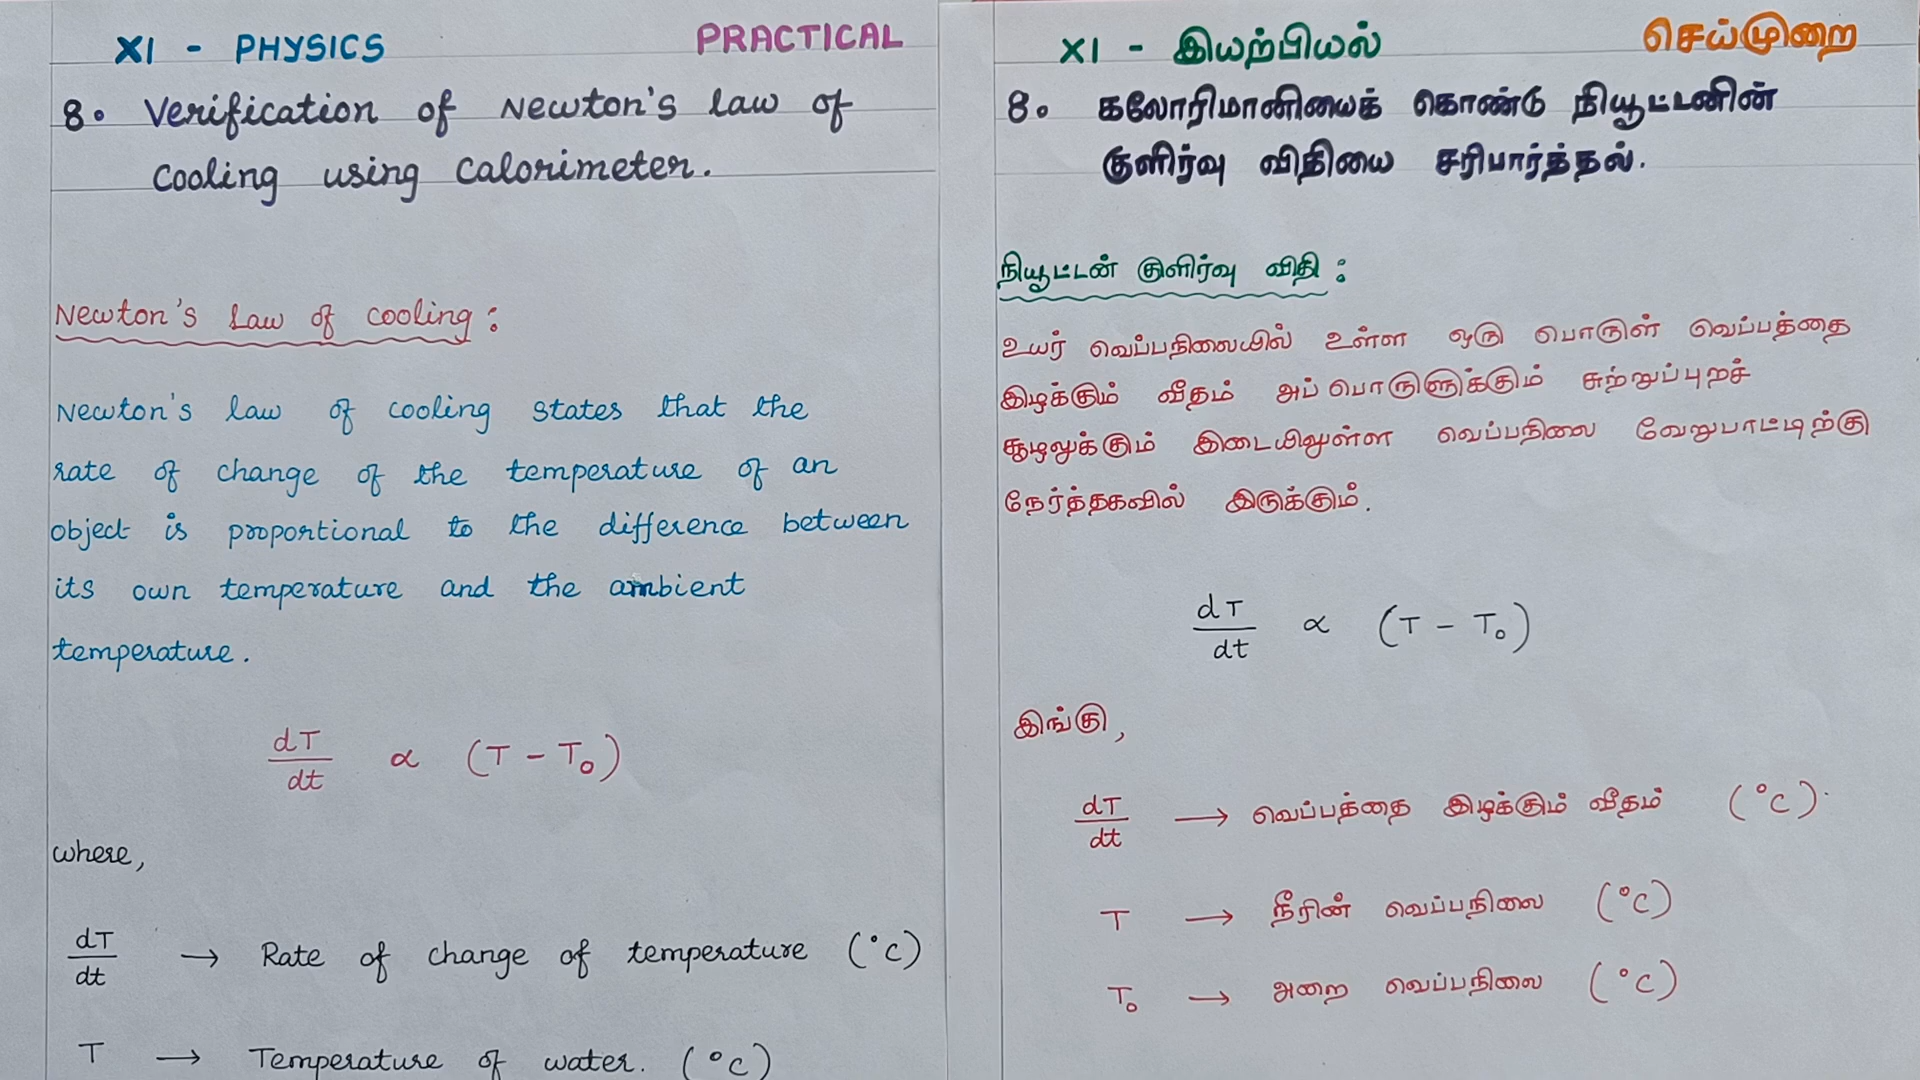 XI - PHYSICS PRACTICAL
8. Verification of Newton's law of
cooling using calorimeter.
Newton's Law of cooling :
Newton's law of cooling states that the
rate of change of the temperature of an
object is proportional to the difference between
its own temperature and the ambient
temperature.
dT/dt ∝ (T - T₀)
where,
dT/dt → Rate of change of temperature (°C)
T → Temperature of water. (°C)
XI - இயற்பியல் செய்முறை
8. கலோரிமானியைக் கொண்டு நியூட்டனின்
குளிர்வு விதியை சரிபார்த்தல்.
நியூட்டன் குளிர்வு விதி :
உயர் வெப்பநிலையில் உள்ள ஒரு பொருள் வெப்பத்தை
இழக்கும் வீதம் அப்பொருளுக்கும் சுற்றுப்புறச்
சூழலுக்கும் இடையிலுள்ள வெப்பநிலை வேறுபாட்டிற்கு
நேர்த்தகவில் இருக்கும்.
dT/dt ∝ (T - T₀)
இங்கு,
dT/dt → வெப்பத்தை இழக்கும் வீதம் (°C).
T → நீரின் வெப்பநிலை (°C)
T₀ → அறை வெப்பநிலை (°C)